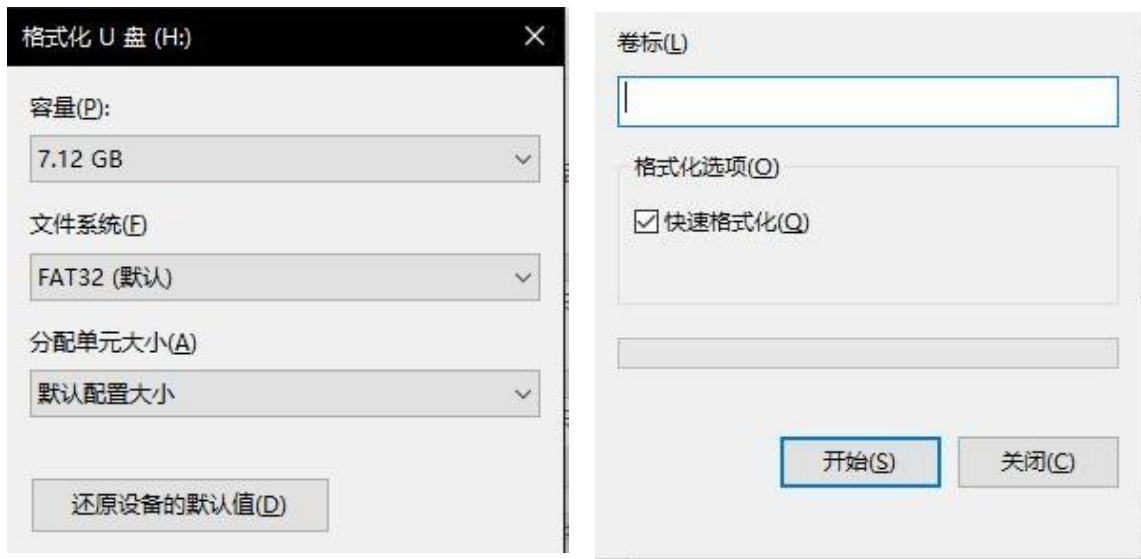 格式化 U 盘 (H:)
容量(P):
7.12 GB
文件系统(F)
FAT32 (默认)
分配单元大小(A)
默认配置大小
还原设备的默认值(D)
卷标(L)
格式化选项(O)
快速格式化(Q)
开始(S)
关闭(C)